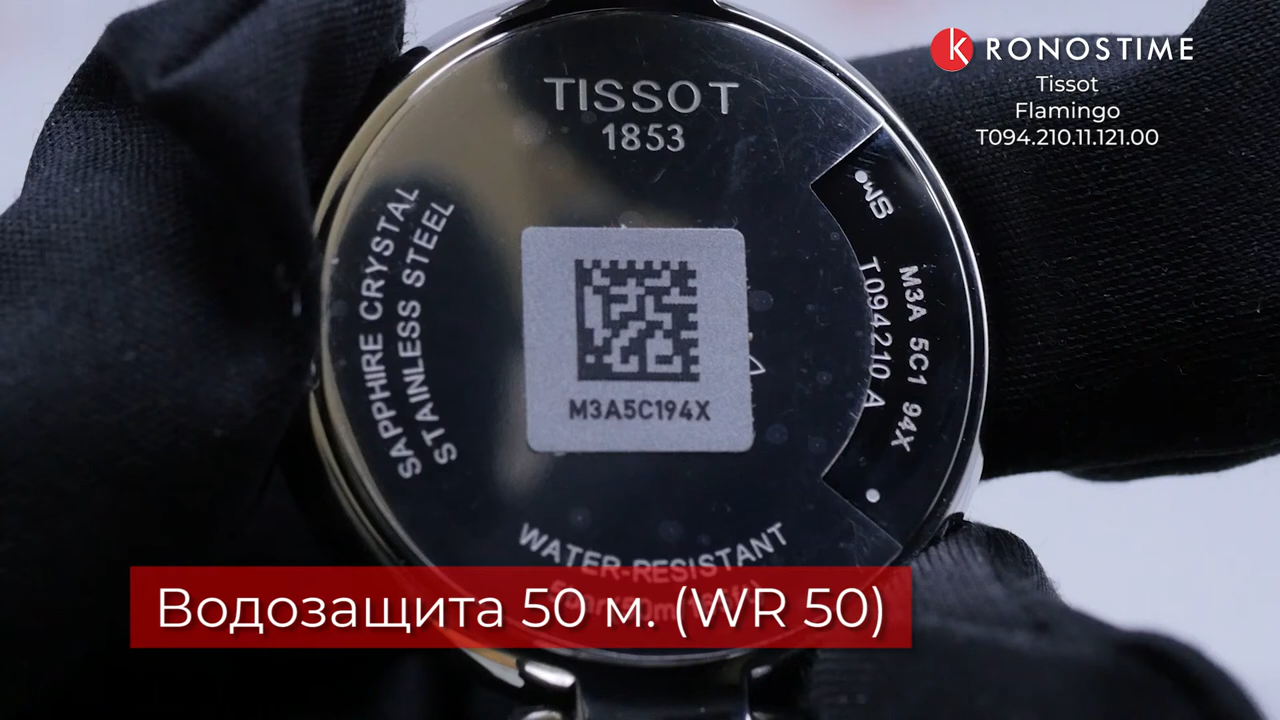 KRONOSTIME
Tissot
Flamingo
T094.210.11.121.00
TISSOT
1853
SAPPHIRE CRYSTAL
STAINLESS STEEL
M3A5C194X
M3A 5C1 94X
T094210 A
WATER-RESISTANT
Водозащита 50 м. (WR 50)